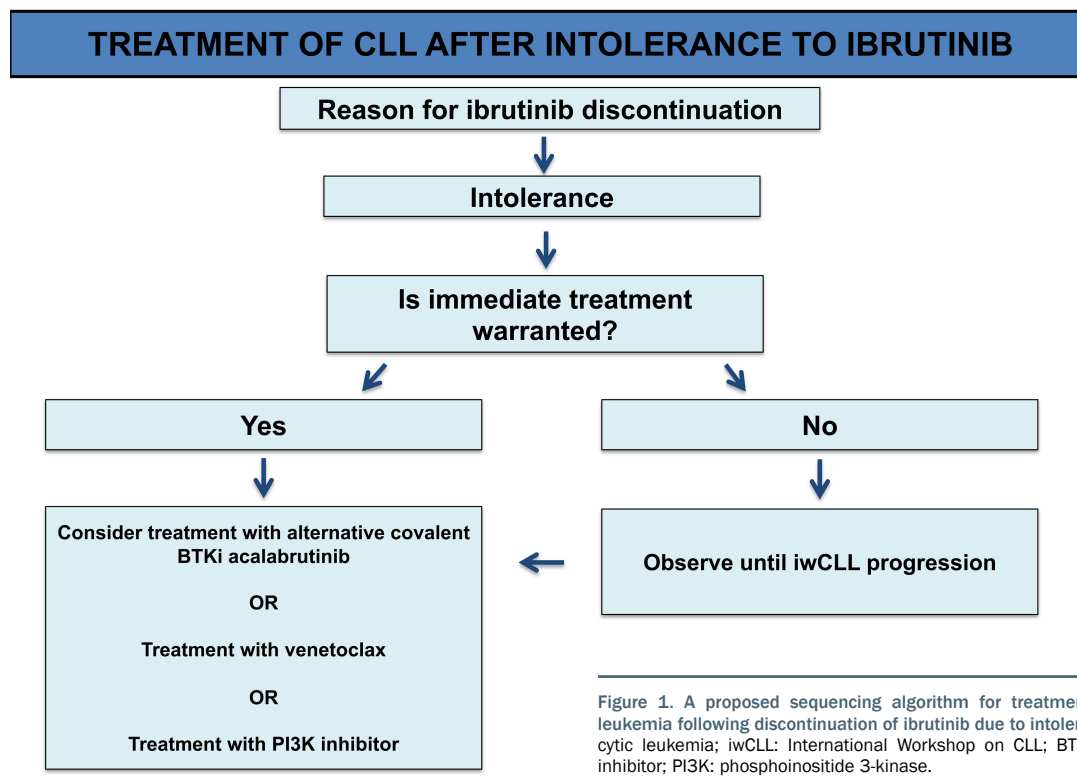 TREATMENT OF CLL AFTER INTOLERANCE TO IBRUTINIB
Reason for ibrutinib discontinuation
Intolerance
Is immediate treatment
warranted?
Yes
No
Consider treatment with alternative covalent
BTKi acalabrutinib
OR
Treatment with venetoclax
OR
Treatment with PI3K inhibitor
Observe until iwCLL progression
Figure 1. A proposed sequencing algorithm for treatmen
leukemia following discontinuation of ibrutinib due to intoler
cytic leukemia; iwCLL: International Workshop on CLL; BT
inhibitor; PI3K: phosphoinositide 3-kinase.